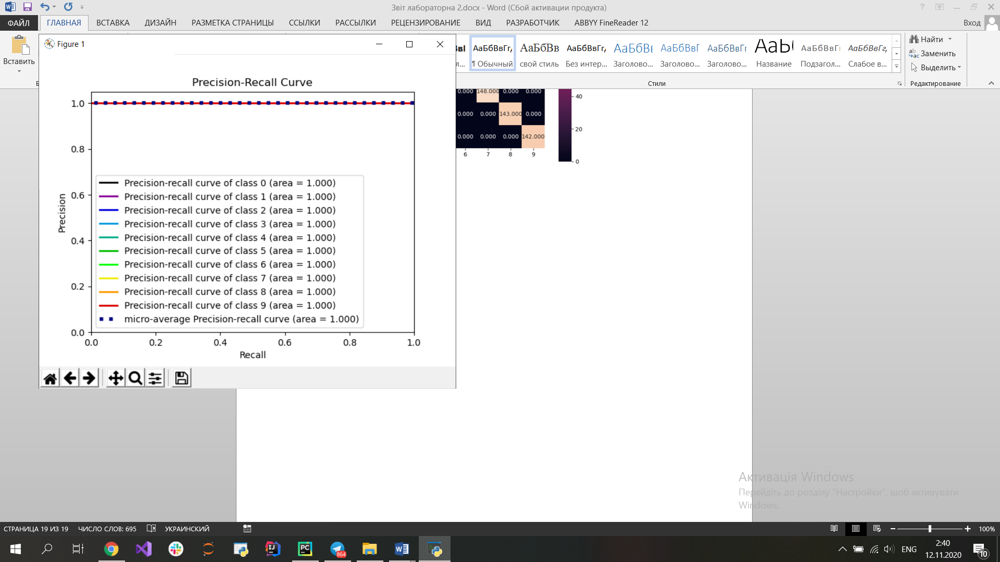 Звіт лабораторна 2.docx - Word (Сбой активации продукта)
ФАЙЛ ГЛАВНАЯ ВСТАВКА ДИЗАЙН РАЗМЕТКА СТРАНИЦЫ ССЫЛКИ РАССЫЛКИ РЕЦЕНЗИРОВАНИЕ ВИД РАЗРАБОТЧИК ABBYY FineReader 12 Вход
Вставить
Figure 1
АаБбВвГг, АаБбВв АаБбВвГг, АаБбВ АаБбВвГ АаБбВвГг АаБ АаБбВвГг АаБбВвГг,
¶ Обычный свой стиль Без интер... Заголово... Заголово... Заголово... Название Подзагол... Слабое в...
Стили
Найти
Заменить
Выделить
Редактирование
Precision-Recall Curve
1.0
0.8
0.6
0.4
0.2
0.0
Precision
Precision-recall curve of class 0 (area = 1.000)
Precision-recall curve of class 1 (area = 1.000)
Precision-recall curve of class 2 (area = 1.000)
Precision-recall curve of class 3 (area = 1.000)
Precision-recall curve of class 4 (area = 1.000)
Precision-recall curve of class 5 (area = 1.000)
Precision-recall curve of class 6 (area = 1.000)
Precision-recall curve of class 7 (area = 1.000)
Precision-recall curve of class 8 (area = 1.000)
Precision-recall curve of class 9 (area = 1.000)
micro-average Precision-recall curve (area = 1.000)
0.0 0.2 0.4 0.6 0.8 1.0
Recall
0.000 148.000 0.000 0.000
0.000 0.000 143.000 0.000
0.000 0.000 0.000 142.000
6 7 8 9
40
20
0
Активація Windows
Перейдіть до розділу "Настройки", щоб активувати
Windows.
СТРАНИЦА 19 ИЗ 19 ЧИСЛО СЛОВ: 695 УКРАИНСКИЙ 100%
864
ENG
2:40
12.11.2020
10